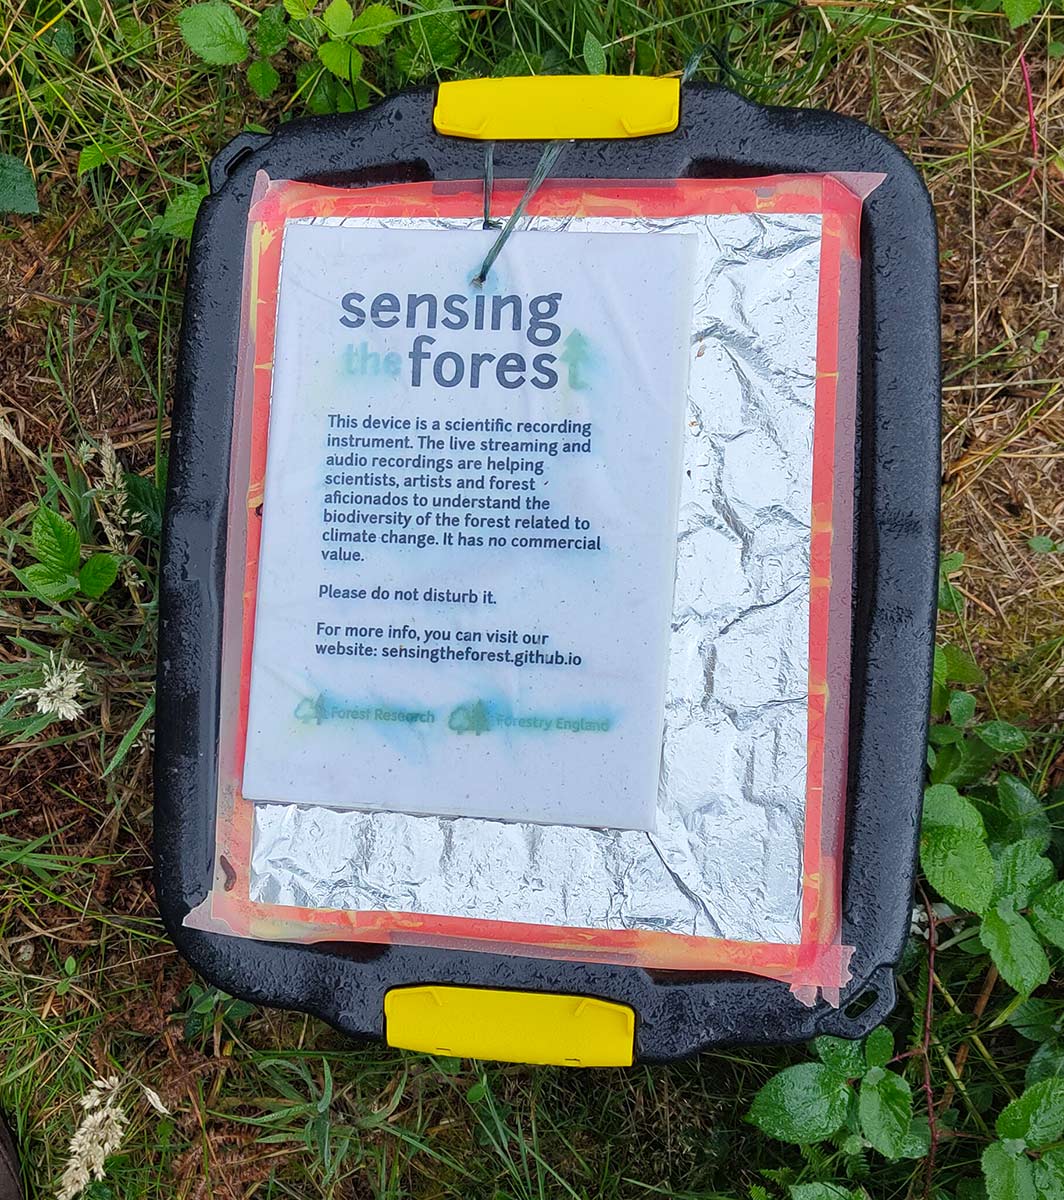 sensing
the forest
This device is a scientific recording
instrument. The live streaming and
audio recordings are helping
scientists, artists and forest
aficionados to understand the
biodiversity of the forest related to
climate change. It has no commercial
value.
Please do not disturb it.
For more info, you can visit our
website: sensingtheforest.github.io
Forest Research Forestry England